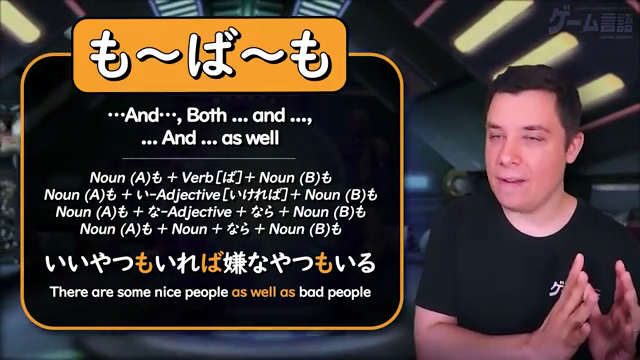 も～ば～も
ゲーム言語
…And…, Both ... and ...,
... And ... as well
Noun (A)も + Verb [ば] + Noun (B)も
Noun (A)も + い-Adjective [いければ] + Noun (B)も
Noun (A)も + な-Adjective + なら + Noun (B)も
Noun (A)も + Noun + なら + Noun (B)も
いいやつもいれば嫌なやつもいる
There are some nice people as well as bad people